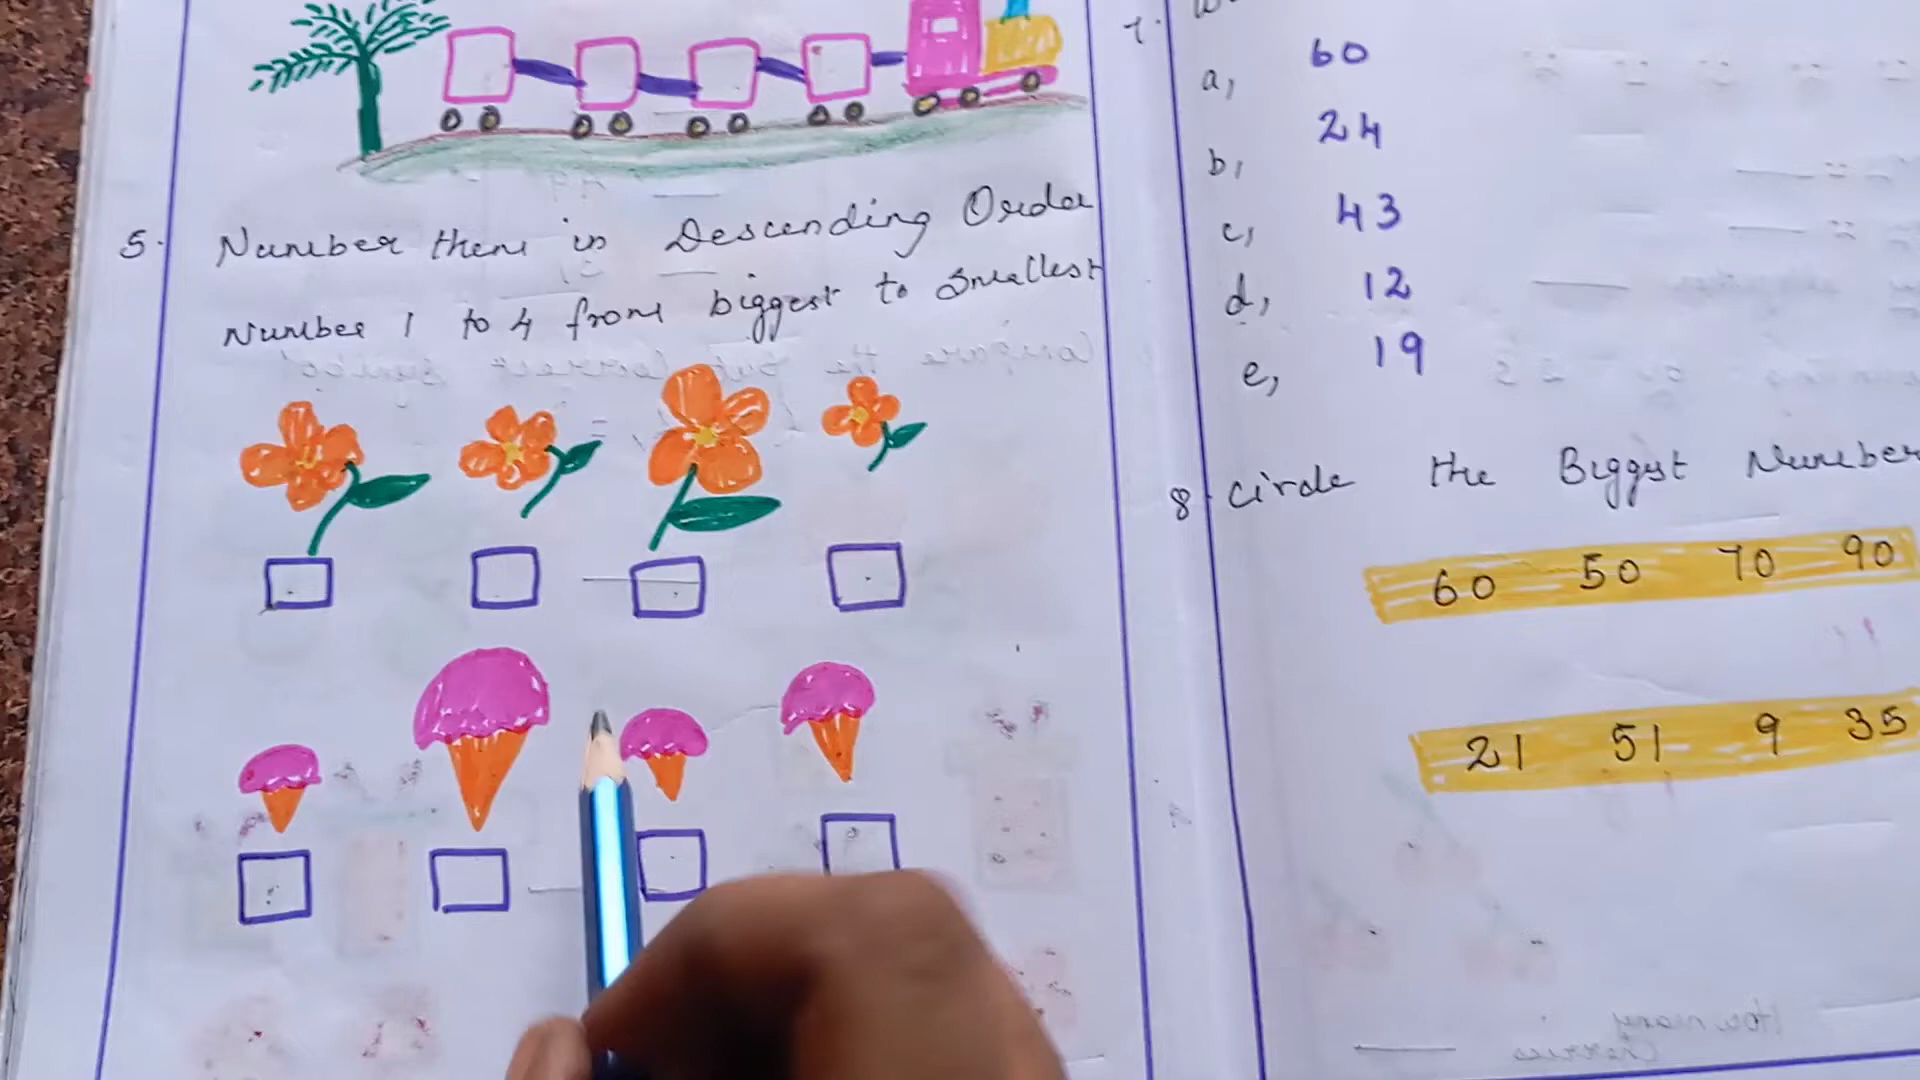 5. Number them in Descending Order
Number 1 to 4 from biggest to Smallest
7.
a, 60
b, 24
c, 43
d, 12
e, 19
8. Circle the Biggest Number
60 50 70 90
21 51 9 35